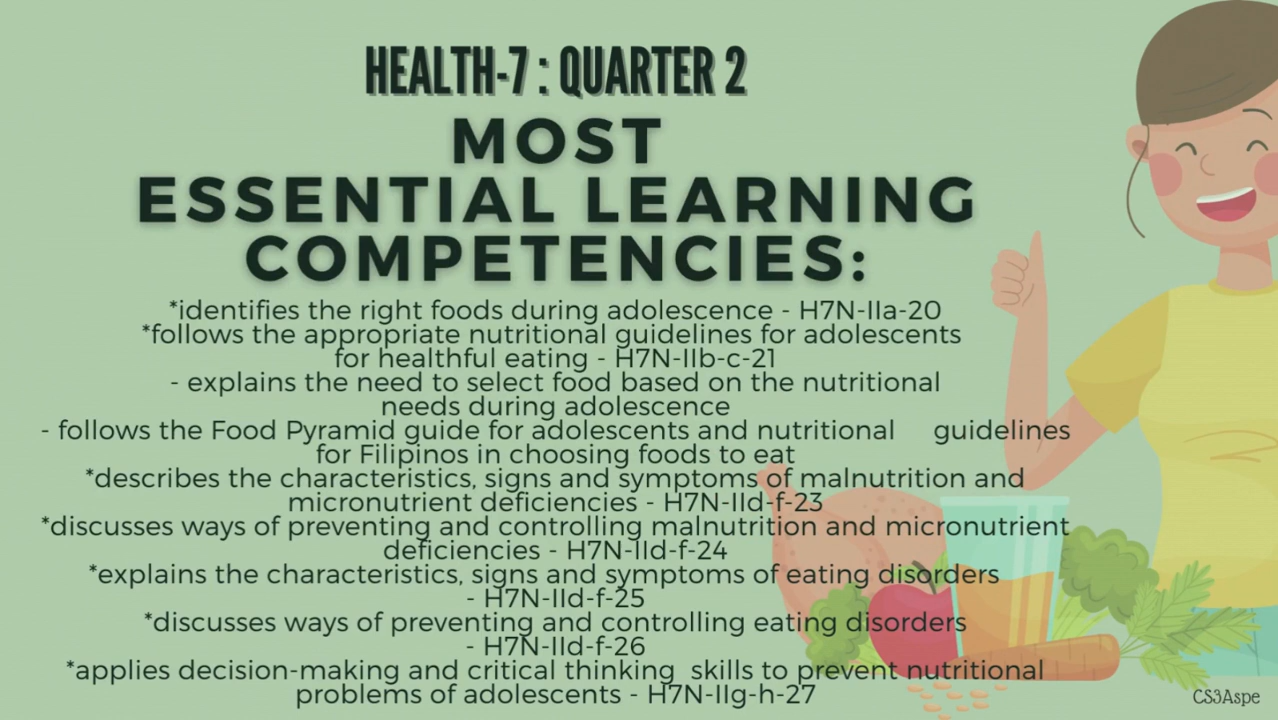 HEALTH-7 : QUARTER 2
MOST
ESSENTIAL LEARNING
COMPETENCIES:
*identifies the right foods during adolescence - H7N-IIa-20
*follows the appropriate nutritional guidelines for adolescents
for healthful eating - H7N-IIb-c-21
- explains the need to select food based on the nutritional
needs during adolescence
- follows the Food Pyramid guide for adolescents and nutritional guidelines
for Filipinos in choosing foods to eat
*describes the characteristics, signs and symptoms of malnutrition and
micronutrient deficiencies - H7N-IId-f-23
*discusses ways of preventing and controlling malnutrition and micronutrient
deficiencies - H7N-IId-f-24
*explains the characteristics, signs and symptoms of eating disorders
- H7N-IId-f-25
*discusses ways of preventing and controlling eating disorders
- H7N-IId-f-26
*applies decision-making and critical thinking skills to prevent nutritional
problems of adolescents - H7N-IIg-h-27
CS3Aspe